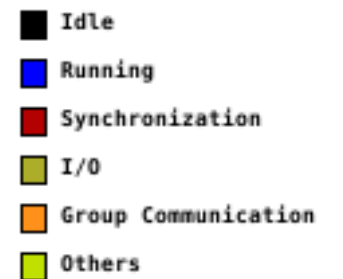 Idle
Running
Synchronization
I/O
Group Communication
Others